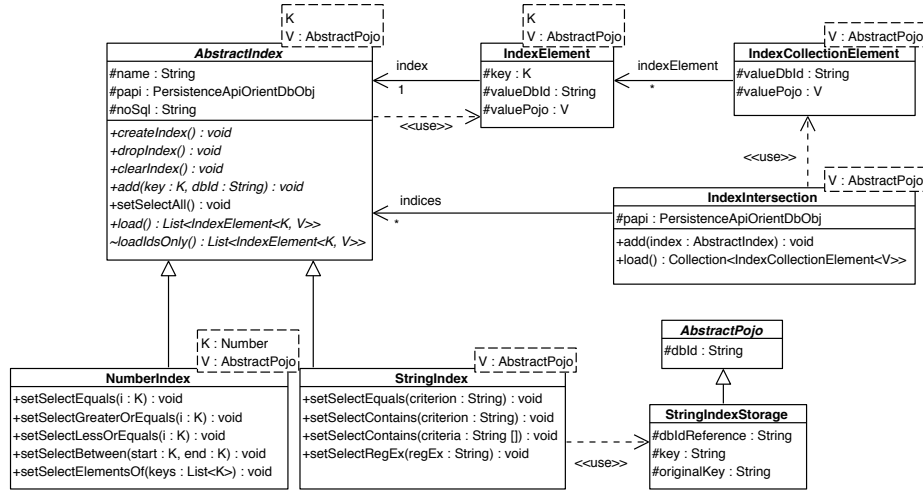 K
V : AbstractPojo
AbstractIndex
#name : String
#papi : PersistenceApiOrientDbObj
#noSql : String
+createIndex() : void
+dropIndex() : void
+clearIndex() : void
+add(key : K, dbId : String) : void
+setSelectAll() : void
+load() : List<IndexElement<K, V>>
~loadIdsOnly() : List<IndexElement<K, V>>
index
1
<<use>>
K
V : AbstractPojo
IndexElement
#key : K
#valueDbId : String
#valuePojo : V
indexElement
*
V : AbstractPojo
IndexCollectionElement
#valueDbId : String
#valuePojo : V
<<use>>
indices
*
V : AbstractPojo
IndexIntersection
#papi : PersistenceApiOrientDbObj
+add(index : AbstractIndex) : void
+load() : Collection<IndexCollectionElement<V>>
K : Number
V : AbstractPojo
NumberIndex
+setSelectEquals(i : K) : void
+setSelectGreaterOrEquals(i : K) : void
+setSelectLessOrEquals(i : K) : void
+setSelectBetween(start : K, end : K) : void
+setSelectElementsOf(keys : List<K>) : void
V : AbstractPojo
StringIndex
+setSelectEquals(criterion : String) : void
+setSelectContains(criterion : String) : void
+setSelectContains(criteria : String []) : void
+setSelectRegEx(regEx : String) : void
<<use>>
AbstractPojo
#dbId : String
StringIndexStorage
#dbIdReference : String
#key : String
#originalKey : String